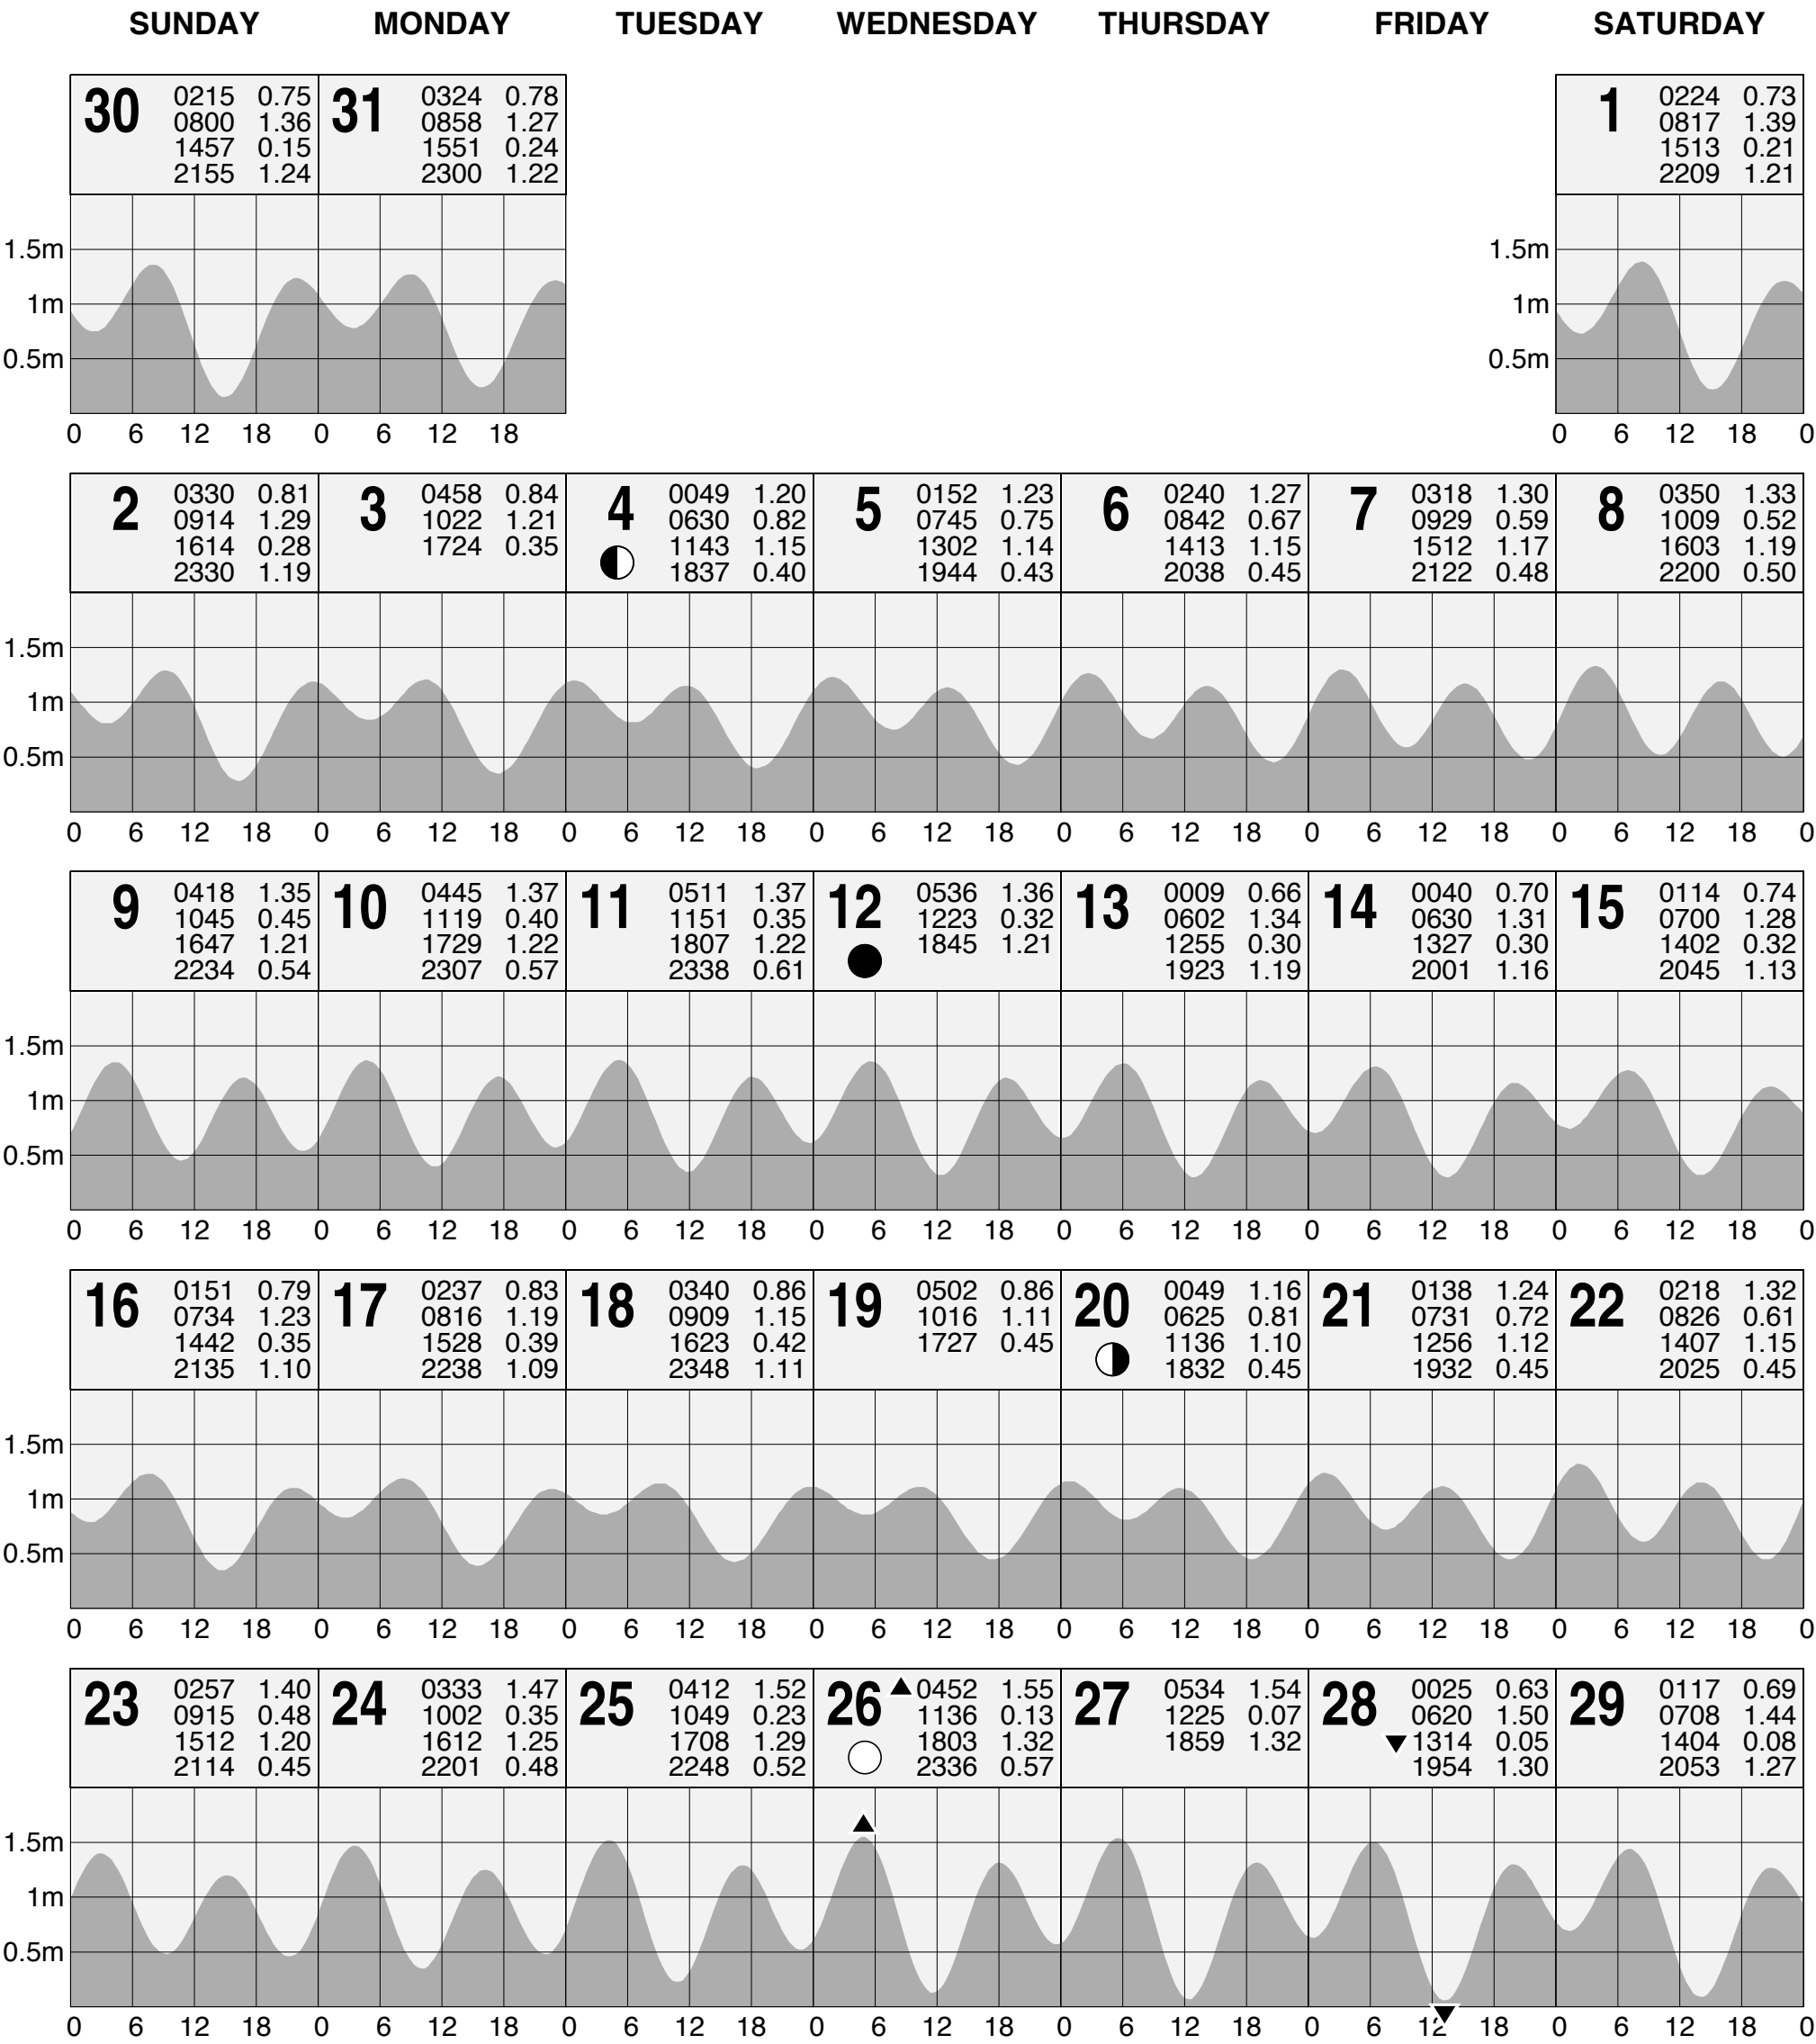 SUNDAY MONDAY TUESDAY WEDNESDAY THURSDAY FRIDAY SATURDAY
30 0215 0.75 31 0324 0.78 1 0224 0.73
0800 1.36 0858 1.27 0817 1.39
1457 0.15 1551 0.24 1513 0.21
2155 1.24 2300 1.22 2209 1.21
1.5m 1.5m
1m 1m
0.5m 0.5m
0 6 12 18 0 6 12 18 0 6 12 18 0
2 0330 0.81 3 0458 0.84 4 0049 1.20 5 0152 1.23 6 0240 1.27 7 0318 1.30 8 0350 1.33
0914 1.29 1022 1.21 0630 0.82 0745 0.75 0842 0.67 0929 0.59 1009 0.52
1614 0.28 1724 0.35 1143 1.15 1302 1.14 1413 1.15 1512 1.17 1603 1.19
2330 1.19 1837 0.40 1944 0.43 2038 0.45 2122 0.48 2200 0.50
1.5m
1m
0.5m
0 6 12 18 0 6 12 18 0 6 12 18 0 6 12 18 0 6 12 18 0 6 12 18 0 6 12 18 0
9 0418 1.35 10 0445 1.37 11 0511 1.37 12 0536 1.36 13 0009 0.66 14 0040 0.70 15 0114 0.74
1045 0.45 1119 0.40 1151 0.35 1223 0.32 0602 1.34 0630 1.31 0700 1.28
1647 1.21 1729 1.22 1807 1.22 1845 1.21 1255 0.30 1327 0.30 1402 0.32
2234 0.54 2307 0.57 2338 0.61 1923 1.19 2001 1.16 2045 1.13
1.5m
1m
0.5m
0 6 12 18 0 6 12 18 0 6 12 18 0 6 12 18 0 6 12 18 0 6 12 18 0 6 12 18 0
16 0151 0.79 17 0237 0.83 18 0340 0.86 19 0502 0.86 20 0049 1.16 21 0138 1.24 22 0218 1.32
0734 1.23 0816 1.19 0909 1.15 1016 1.11 0625 0.81 0731 0.72 0826 0.61
1442 0.35 1528 0.39 1623 0.42 1727 0.45 1136 1.10 1256 1.12 1407 1.15
2135 1.10 2238 1.09 2348 1.11 1832 0.45 1932 0.45 2025 0.45
1.5m
1m
0.5m
0 6 12 18 0 6 12 18 0 6 12 18 0 6 12 18 0 6 12 18 0 6 12 18 0 6 12 18 0
23 0257 1.40 24 0333 1.47 25 0412 1.52 26 0452 1.55 27 0534 1.54 28 0025 0.63 29 0117 0.69
0915 0.48 1002 0.35 1049 0.23 1136 0.13 1225 0.07 0620 1.50 0708 1.44
1512 1.20 1612 1.25 1708 1.29 1803 1.32 1859 1.32 1314 0.05 1404 0.08
2114 0.45 2201 0.48 2248 0.52 2336 0.57 1954 1.30 2053 1.27
1.5m
1m
0.5m
0 6 12 18 0 6 12 18 0 6 12 18 0 6 12 18 0 6 12 18 0 6 12 18 0 6 12 18 0